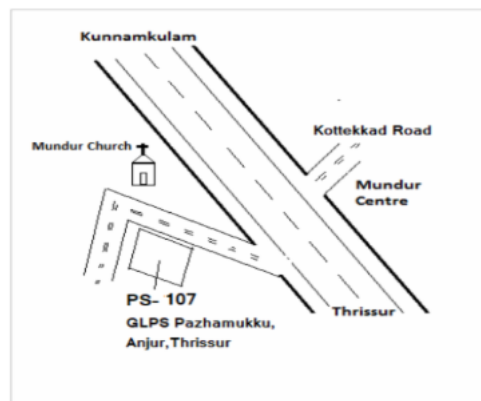 Kunnamkulam
Kottekkad Road
Mundur Church
Mundur
Centre
PS- 107
GLPS Pazhamukku,
Anjur,Thrissur
Thrissur